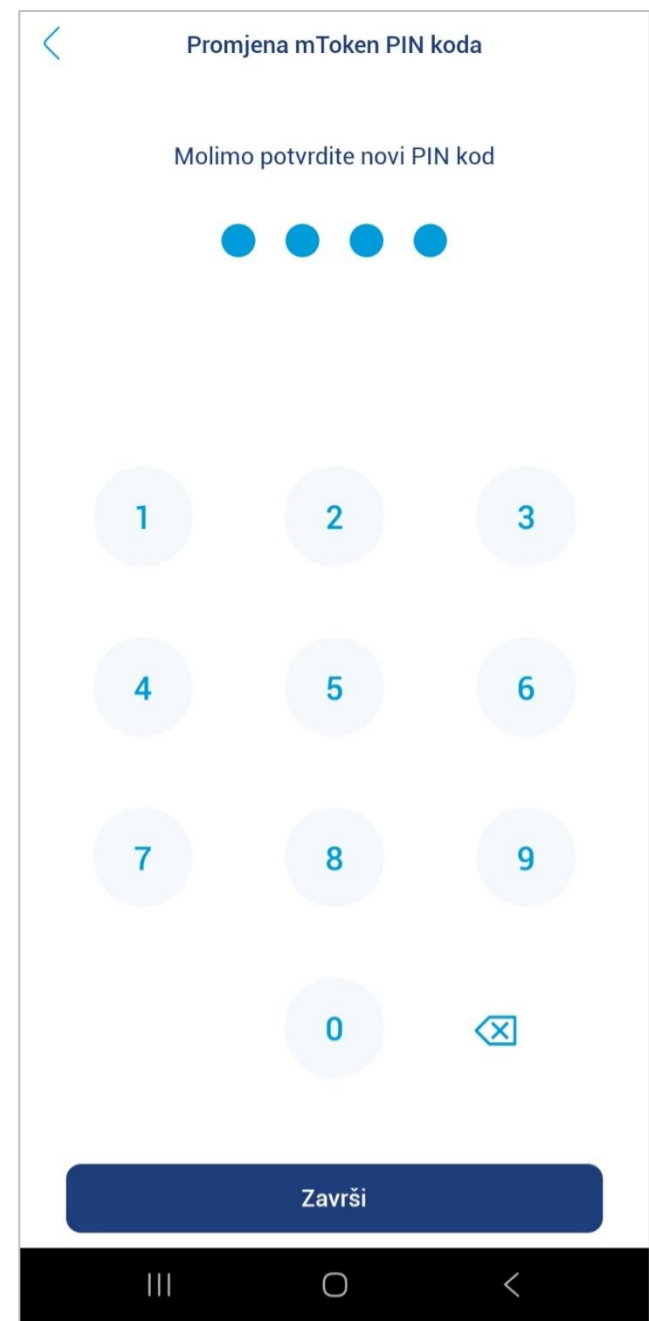 Promjena mToken PIN koda
Molimo potvrdite novi PIN kod
1 2 3
4 5 6
7 8 9
0
Završi